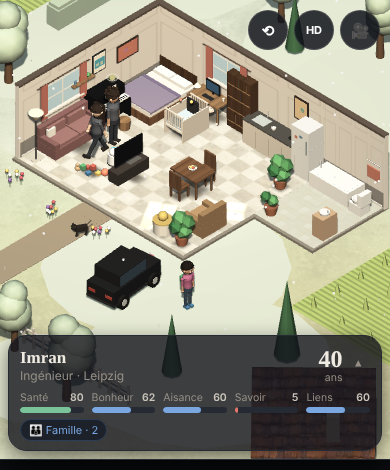 HD
Imran
40
Ingénieur · Leipzig
ans
Santé 80 Bonheur 62 Aisance 60 Savoir 5 Liens 60
Famille · 2